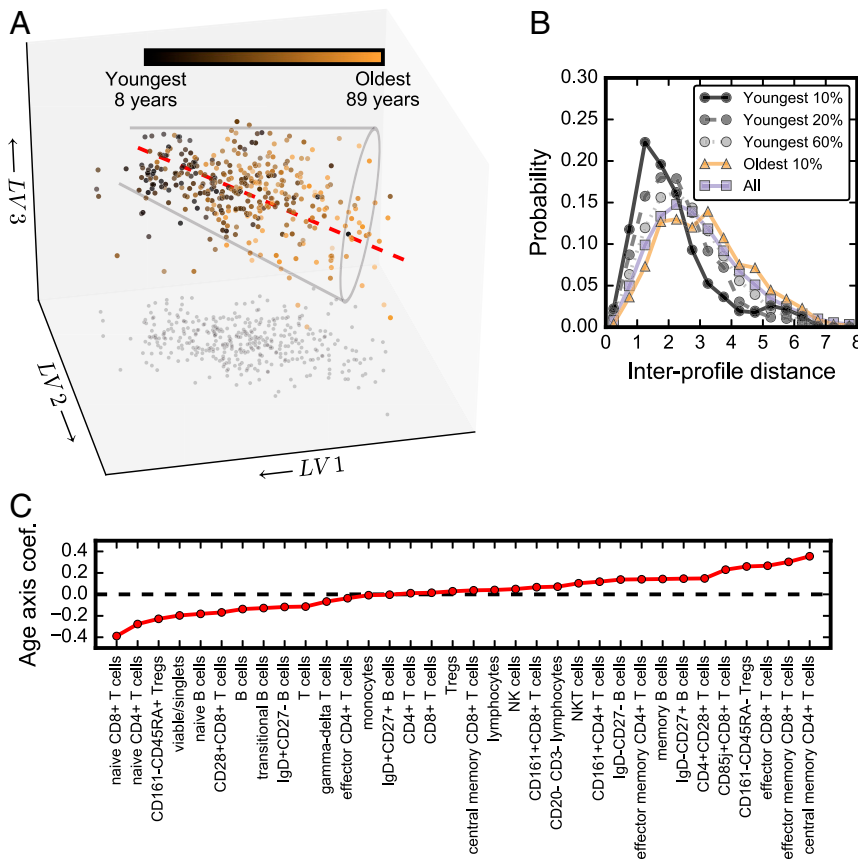 A
Youngest
8 years
Oldest
89 years
← LV 3
LV 2 →
← LV 1
B
0.30
0.25
0.20
0.15
0.10
0.05
0.00
Probability
Youngest 10%
Youngest 20%
Youngest 60%
Oldest 10%
All
0 1 2 3 4 5 6 7 8
Inter-profile distance
C
Age axis coef.
0.4
0.2
0.0
−0.2
−0.4
naive CD8+ T cells
naive CD4+ T cells
CD161-CD45RA+ Tregs
viable/singlets
naive B cells
CD28+CD8+ T cells
B cells
transitional B cells
IgD+CD27- B cells
T cells
gamma-delta T cells
effector CD4+ T cells
monocytes
IgD+CD27+ B cells
CD4+ T cells
CD8+ T cells
Tregs
central memory CD8+ T cells
lymphocytes
NK cells
CD161+CD8+ T cells
CD20- CD3- lymphocytes
NKT cells
CD161+CD4+ T cells
IgD-CD27- B cells
effector memory CD4+ T cells
memory B cells
IgD-CD27+ B cells
CD4+CD28+ T cells
CD85j+CD8+ T cells
CD161-CD45RA- Tregs
effector CD8+ T cells
effector memory CD8+ T cells
central memory CD4+ T cells